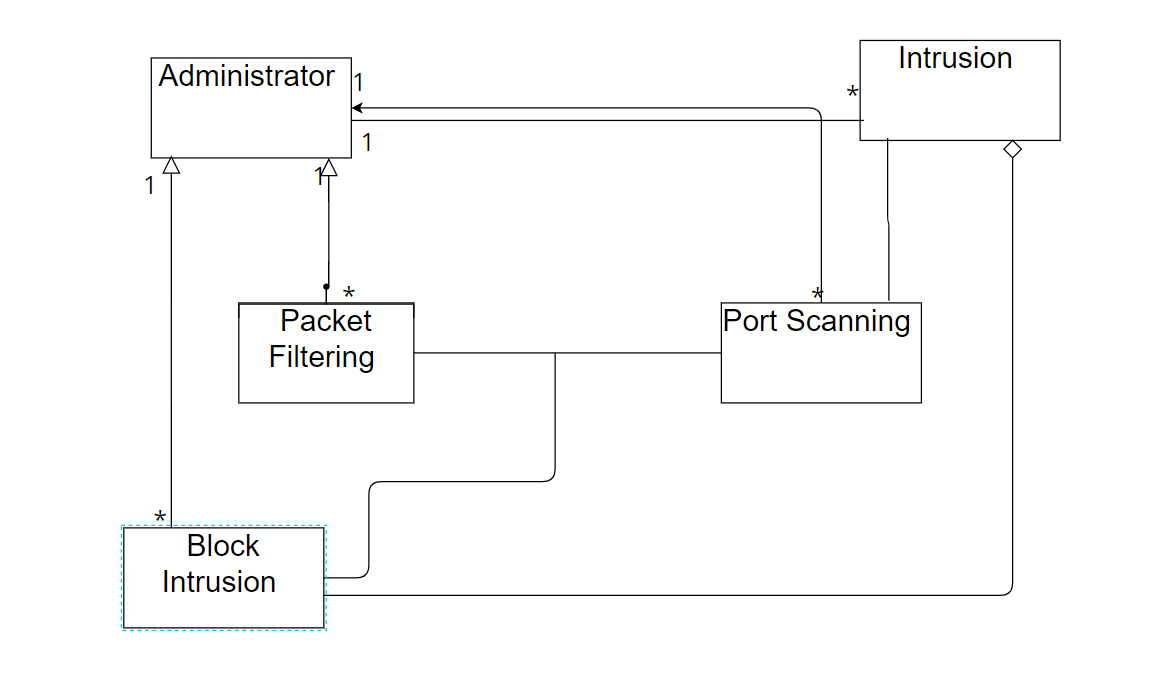 Administrator
1
Intrusion
*
1
1
1
*
*
Packet
Filtering
Port Scanning
*
Block
Intrusion